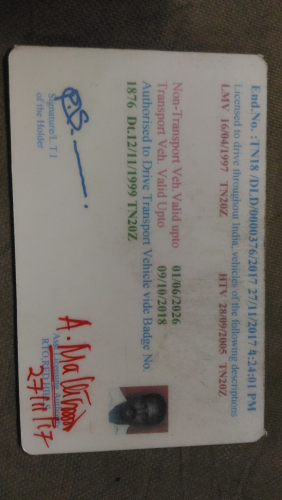 End.No. :TN18 /DLD/0000376/2017 27/11/2017 4:24:01 PM
Licensed to drive throughout India, vehicles of the following descriptions
LMV 16/04/1997 TN20Z HTV 28/09/2005 TN20Z
Non-Transport Veh.Valid upto 01/06/2026
Transport Veh. Valid Upto 09/10/2018
Authorised to Drive Transport Vehicle vide Badge No.
1876 Dt.12/11/1999 TN20Z
Signature/L.T.I
of the Holder
27/11/17